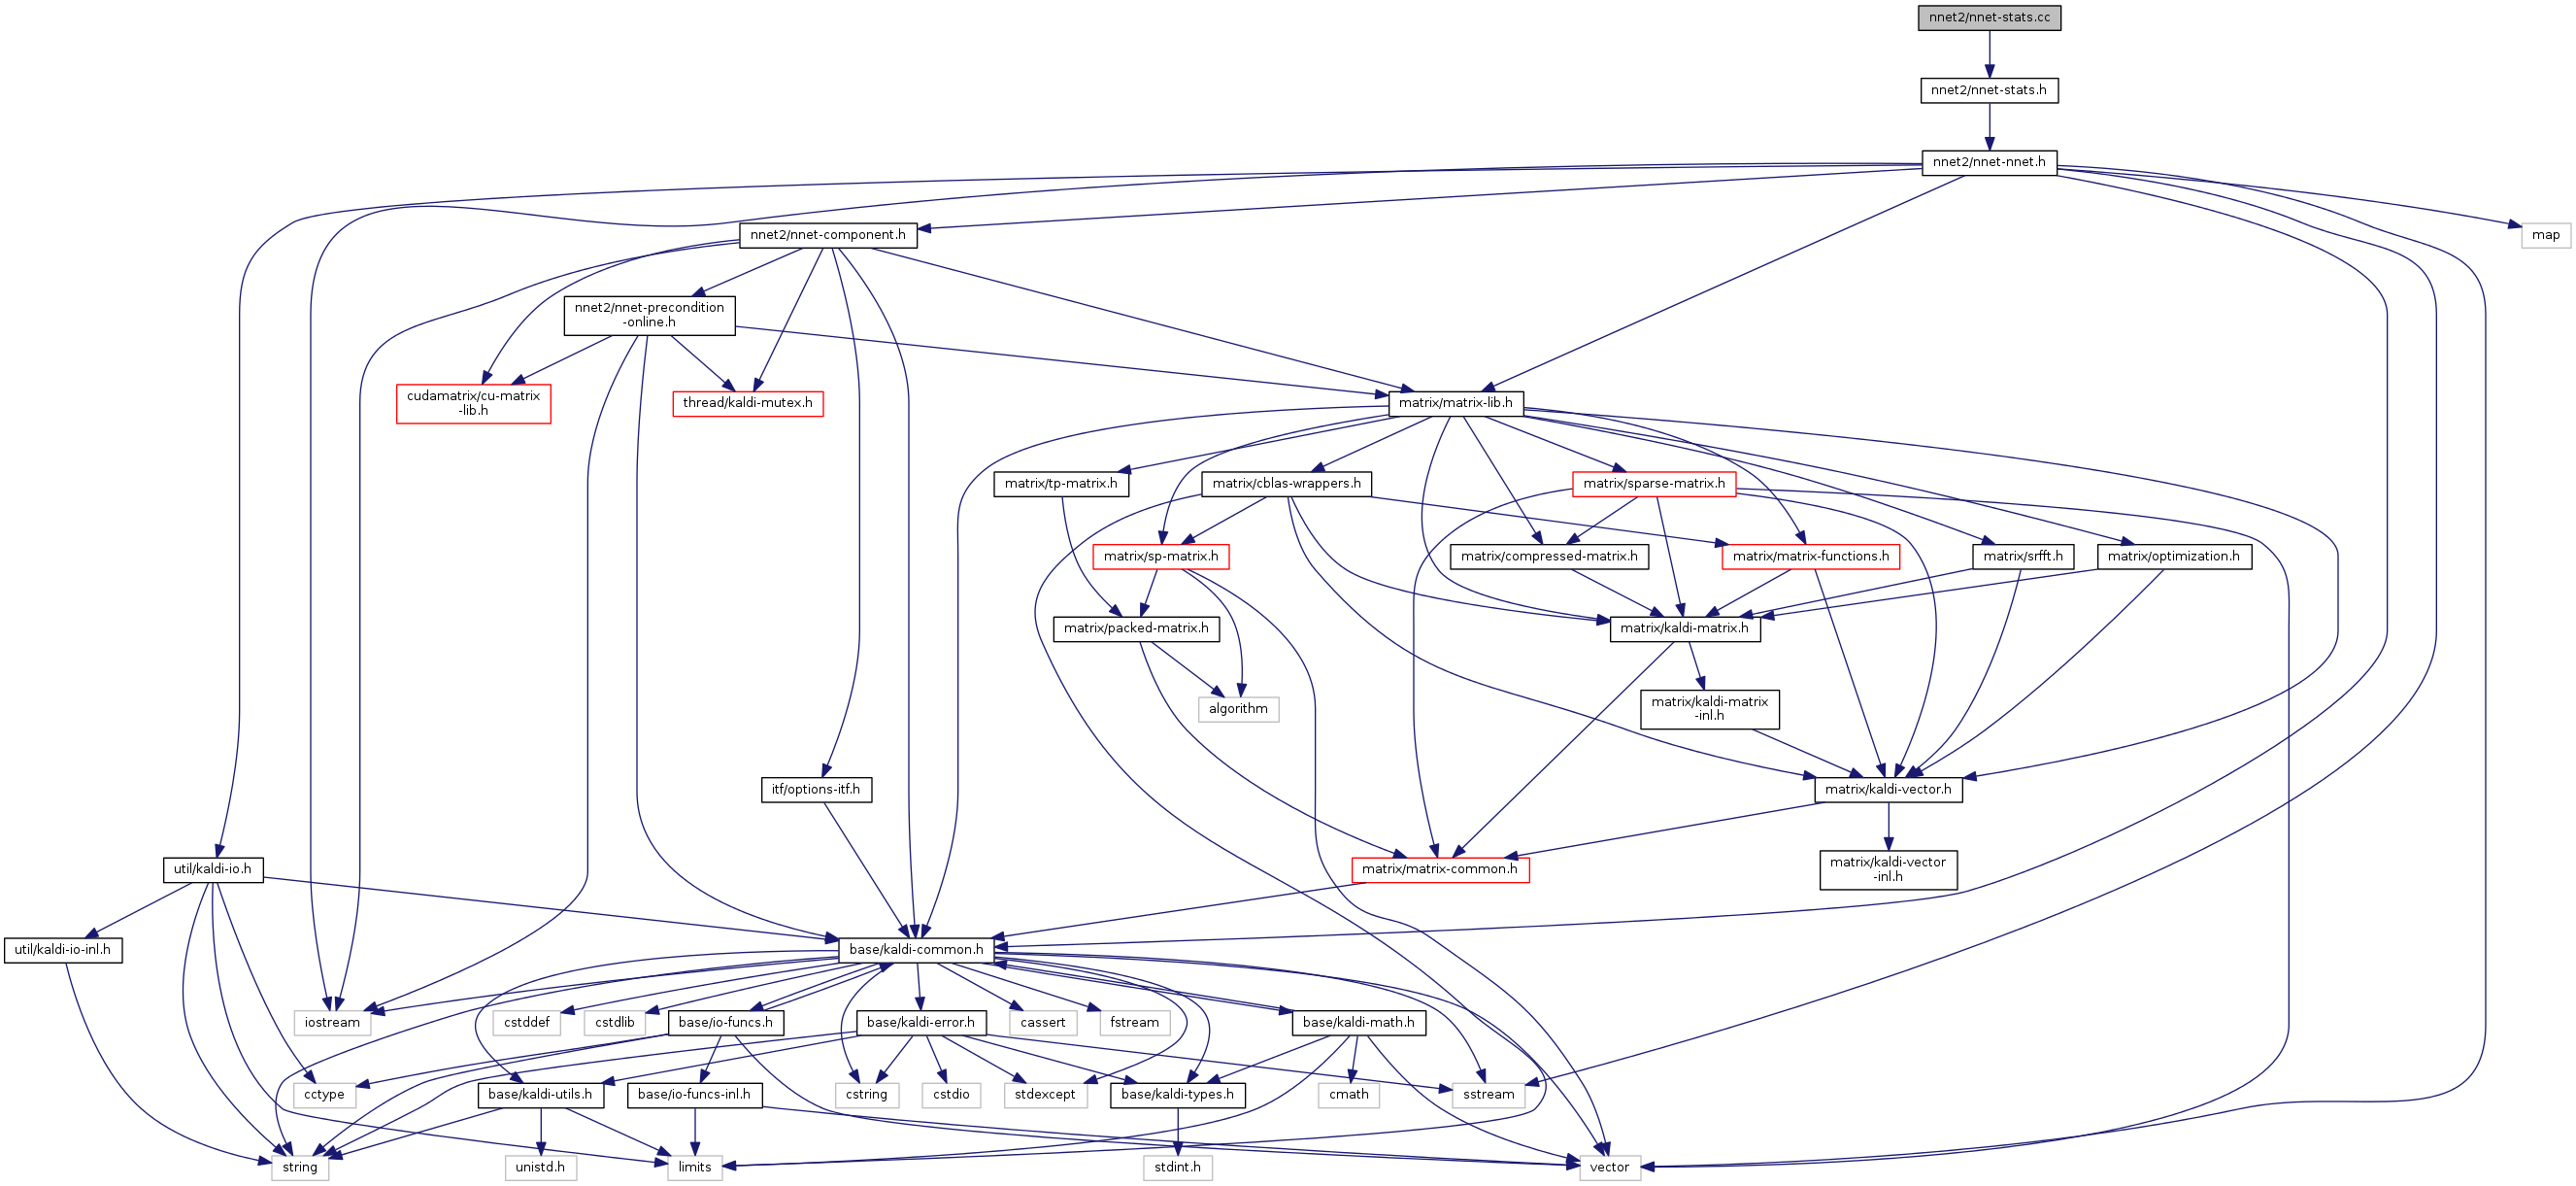 nnet2/nnet-stats.cc
nnet2/nnet-stats.h
nnet2/nnet-nnet.h
nnet2/nnet-component.h
map
nnet2/nnet-precondition
-online.h
cudamatrix/cu-matrix
-lib.h
thread/kaldi-mutex.h
matrix/matrix-lib.h
matrix/tp-matrix.h
matrix/cblas-wrappers.h
matrix/sparse-matrix.h
matrix/sp-matrix.h
matrix/compressed-matrix.h
matrix/matrix-functions.h
matrix/srfft.h
matrix/optimization.h
matrix/packed-matrix.h
matrix/kaldi-matrix.h
algorithm
matrix/kaldi-matrix
-inl.h
itf/options-itf.h
matrix/kaldi-vector.h
util/kaldi-io.h
matrix/matrix-common.h
matrix/kaldi-vector
-inl.h
util/kaldi-io-inl.h
base/kaldi-common.h
iostream
cstddef
cstdlib
base/io-funcs.h
base/kaldi-error.h
cassert
fstream
base/kaldi-math.h
cctype
base/kaldi-utils.h
base/io-funcs-inl.h
cstring
cstdio
stdexcept
base/kaldi-types.h
cmath
sstream
string
unistd.h
limits
stdint.h
vector